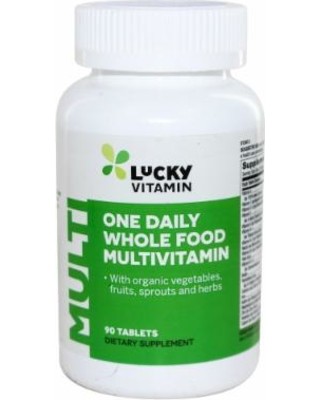 LUCKY
VITAMIN
MULTI
ONE DAILY
WHOLE FOOD
MULTIVITAMIN
• With organic vegetables,
fruits, sprouts and herbs
90 TABLETS
DIETARY SUPPLEMENT